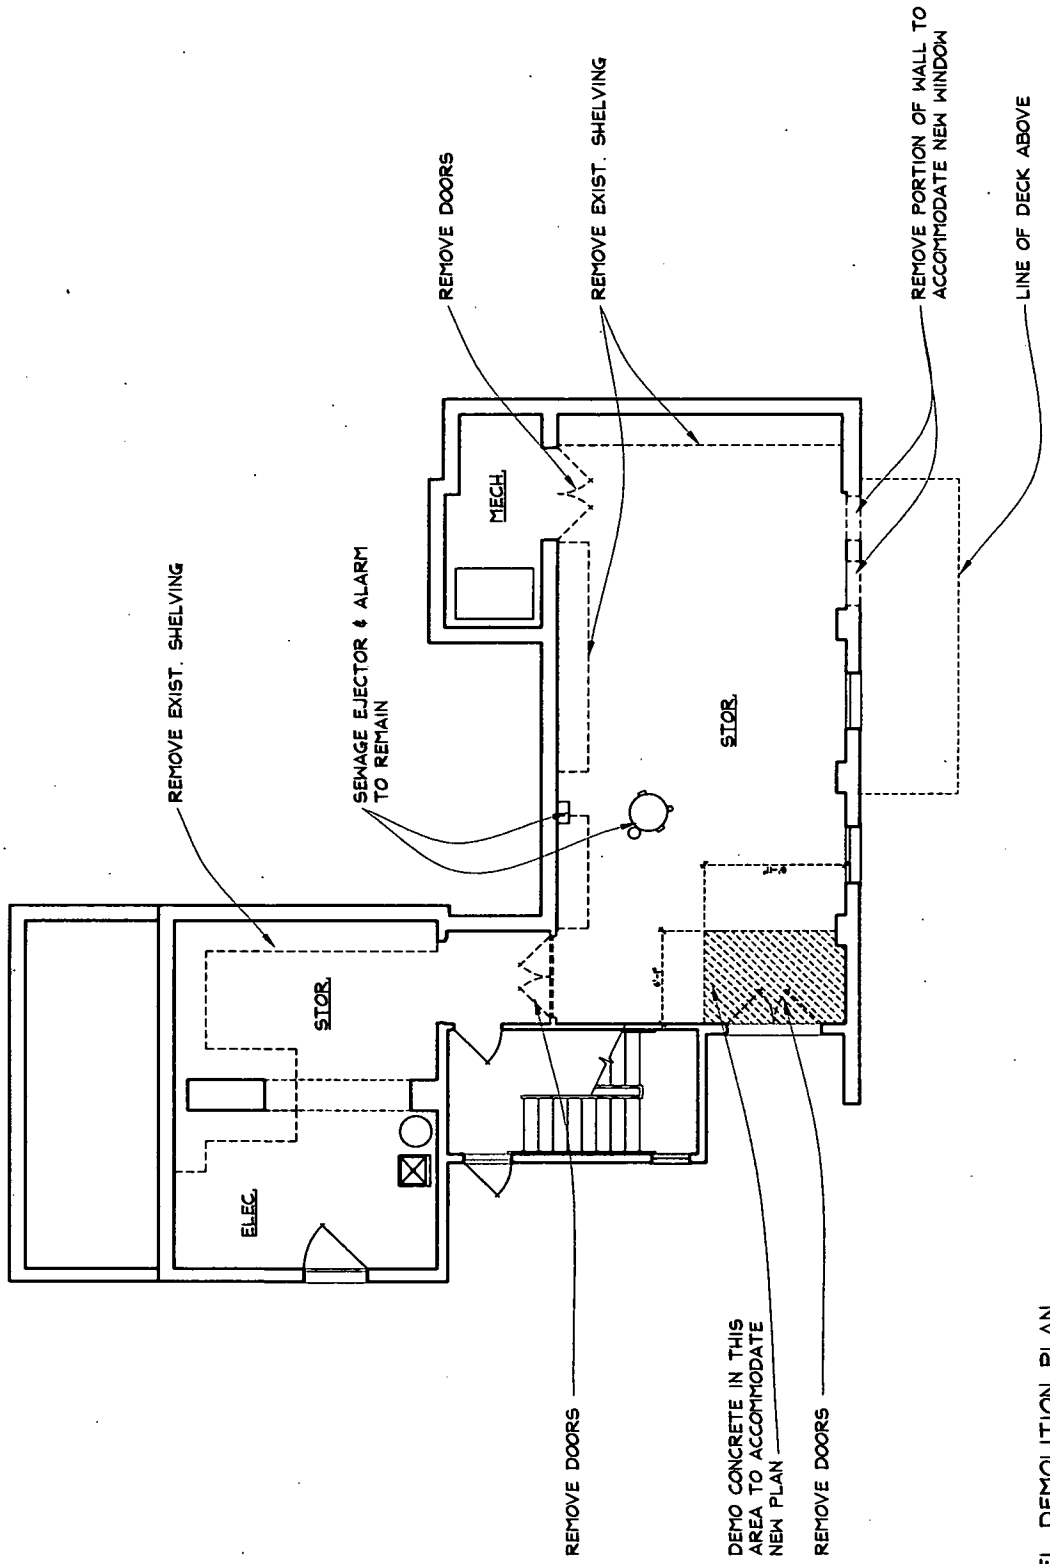 REMOVE EXIST. SHELVING
SEWAGE EJECTOR & ALARM
TO REMAIN
REMOVE DOORS
REMOVE EXIST. SHELVING
REMOVE PORTION OF WALL TO
ACCOMMODATE NEW WINDOW
LINE OF DECK ABOVE
ELEC.
STOR.
MECH.
STOR.
REMOVE DOORS
DEMO CONCRETE IN THIS
AREA TO ACCOMMODATE
NEW PLAN
REMOVE DOORS
DEMOLITION PLAN